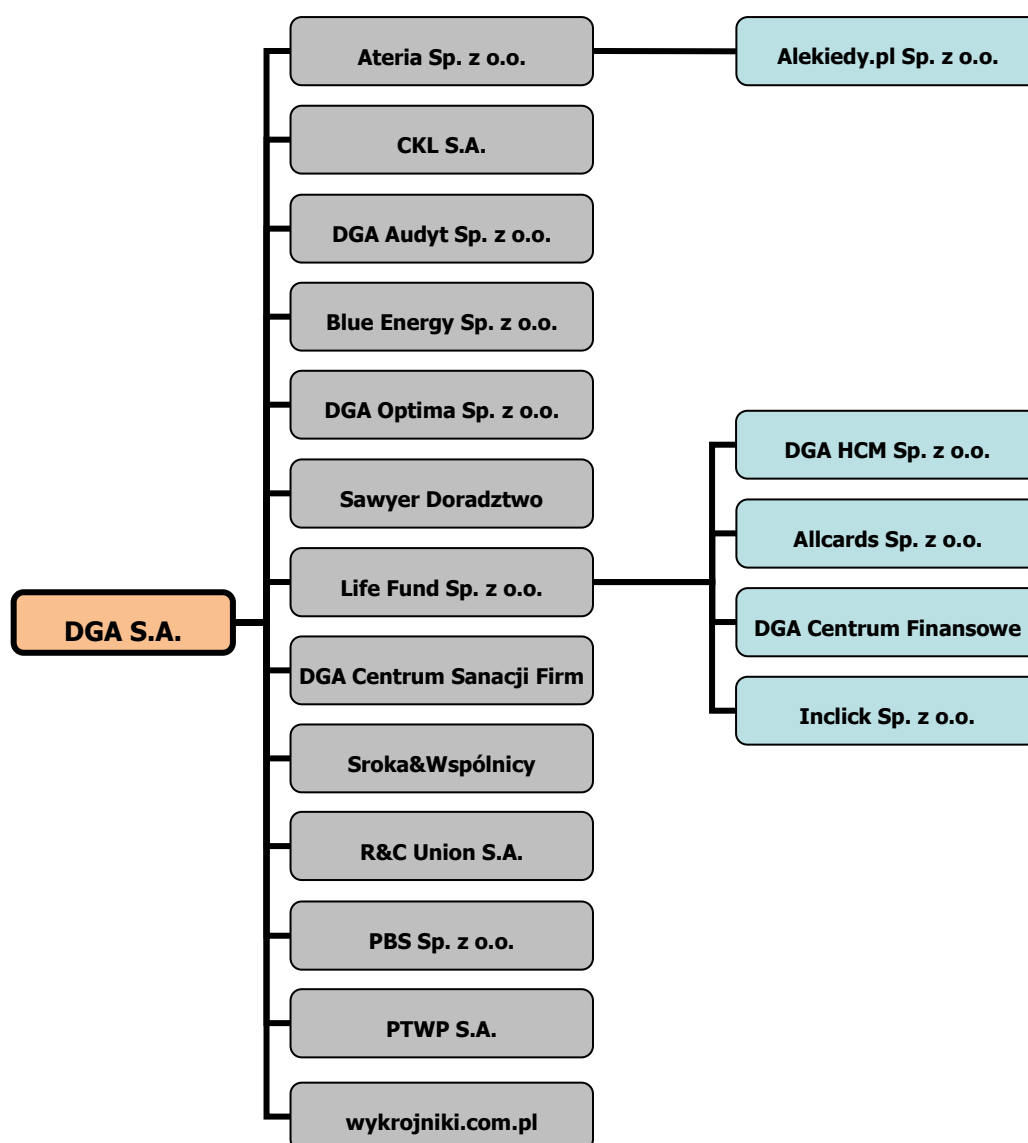 Ateria Sp. z o.o.
Alekiedy.pl Sp. z o.o.
CKL S.A.
DGA Audyt Sp. z o.o.
Blue Energy Sp. z o.o.
DGA Optima Sp. z o.o.
DGA HCM Sp. z o.o.
Sawyer Doradztwo
Allcards Sp. z o.o.
Life Fund Sp. z o.o.
DGA S.A.
DGA Centrum Finansowe
DGA Centrum Sanacji Firm
Inclick Sp. z o.o.
Sroka&Wspólnicy
R&C Union S.A.
PBS Sp. z o.o.
PTWP S.A.
wykrojniki.com.pl